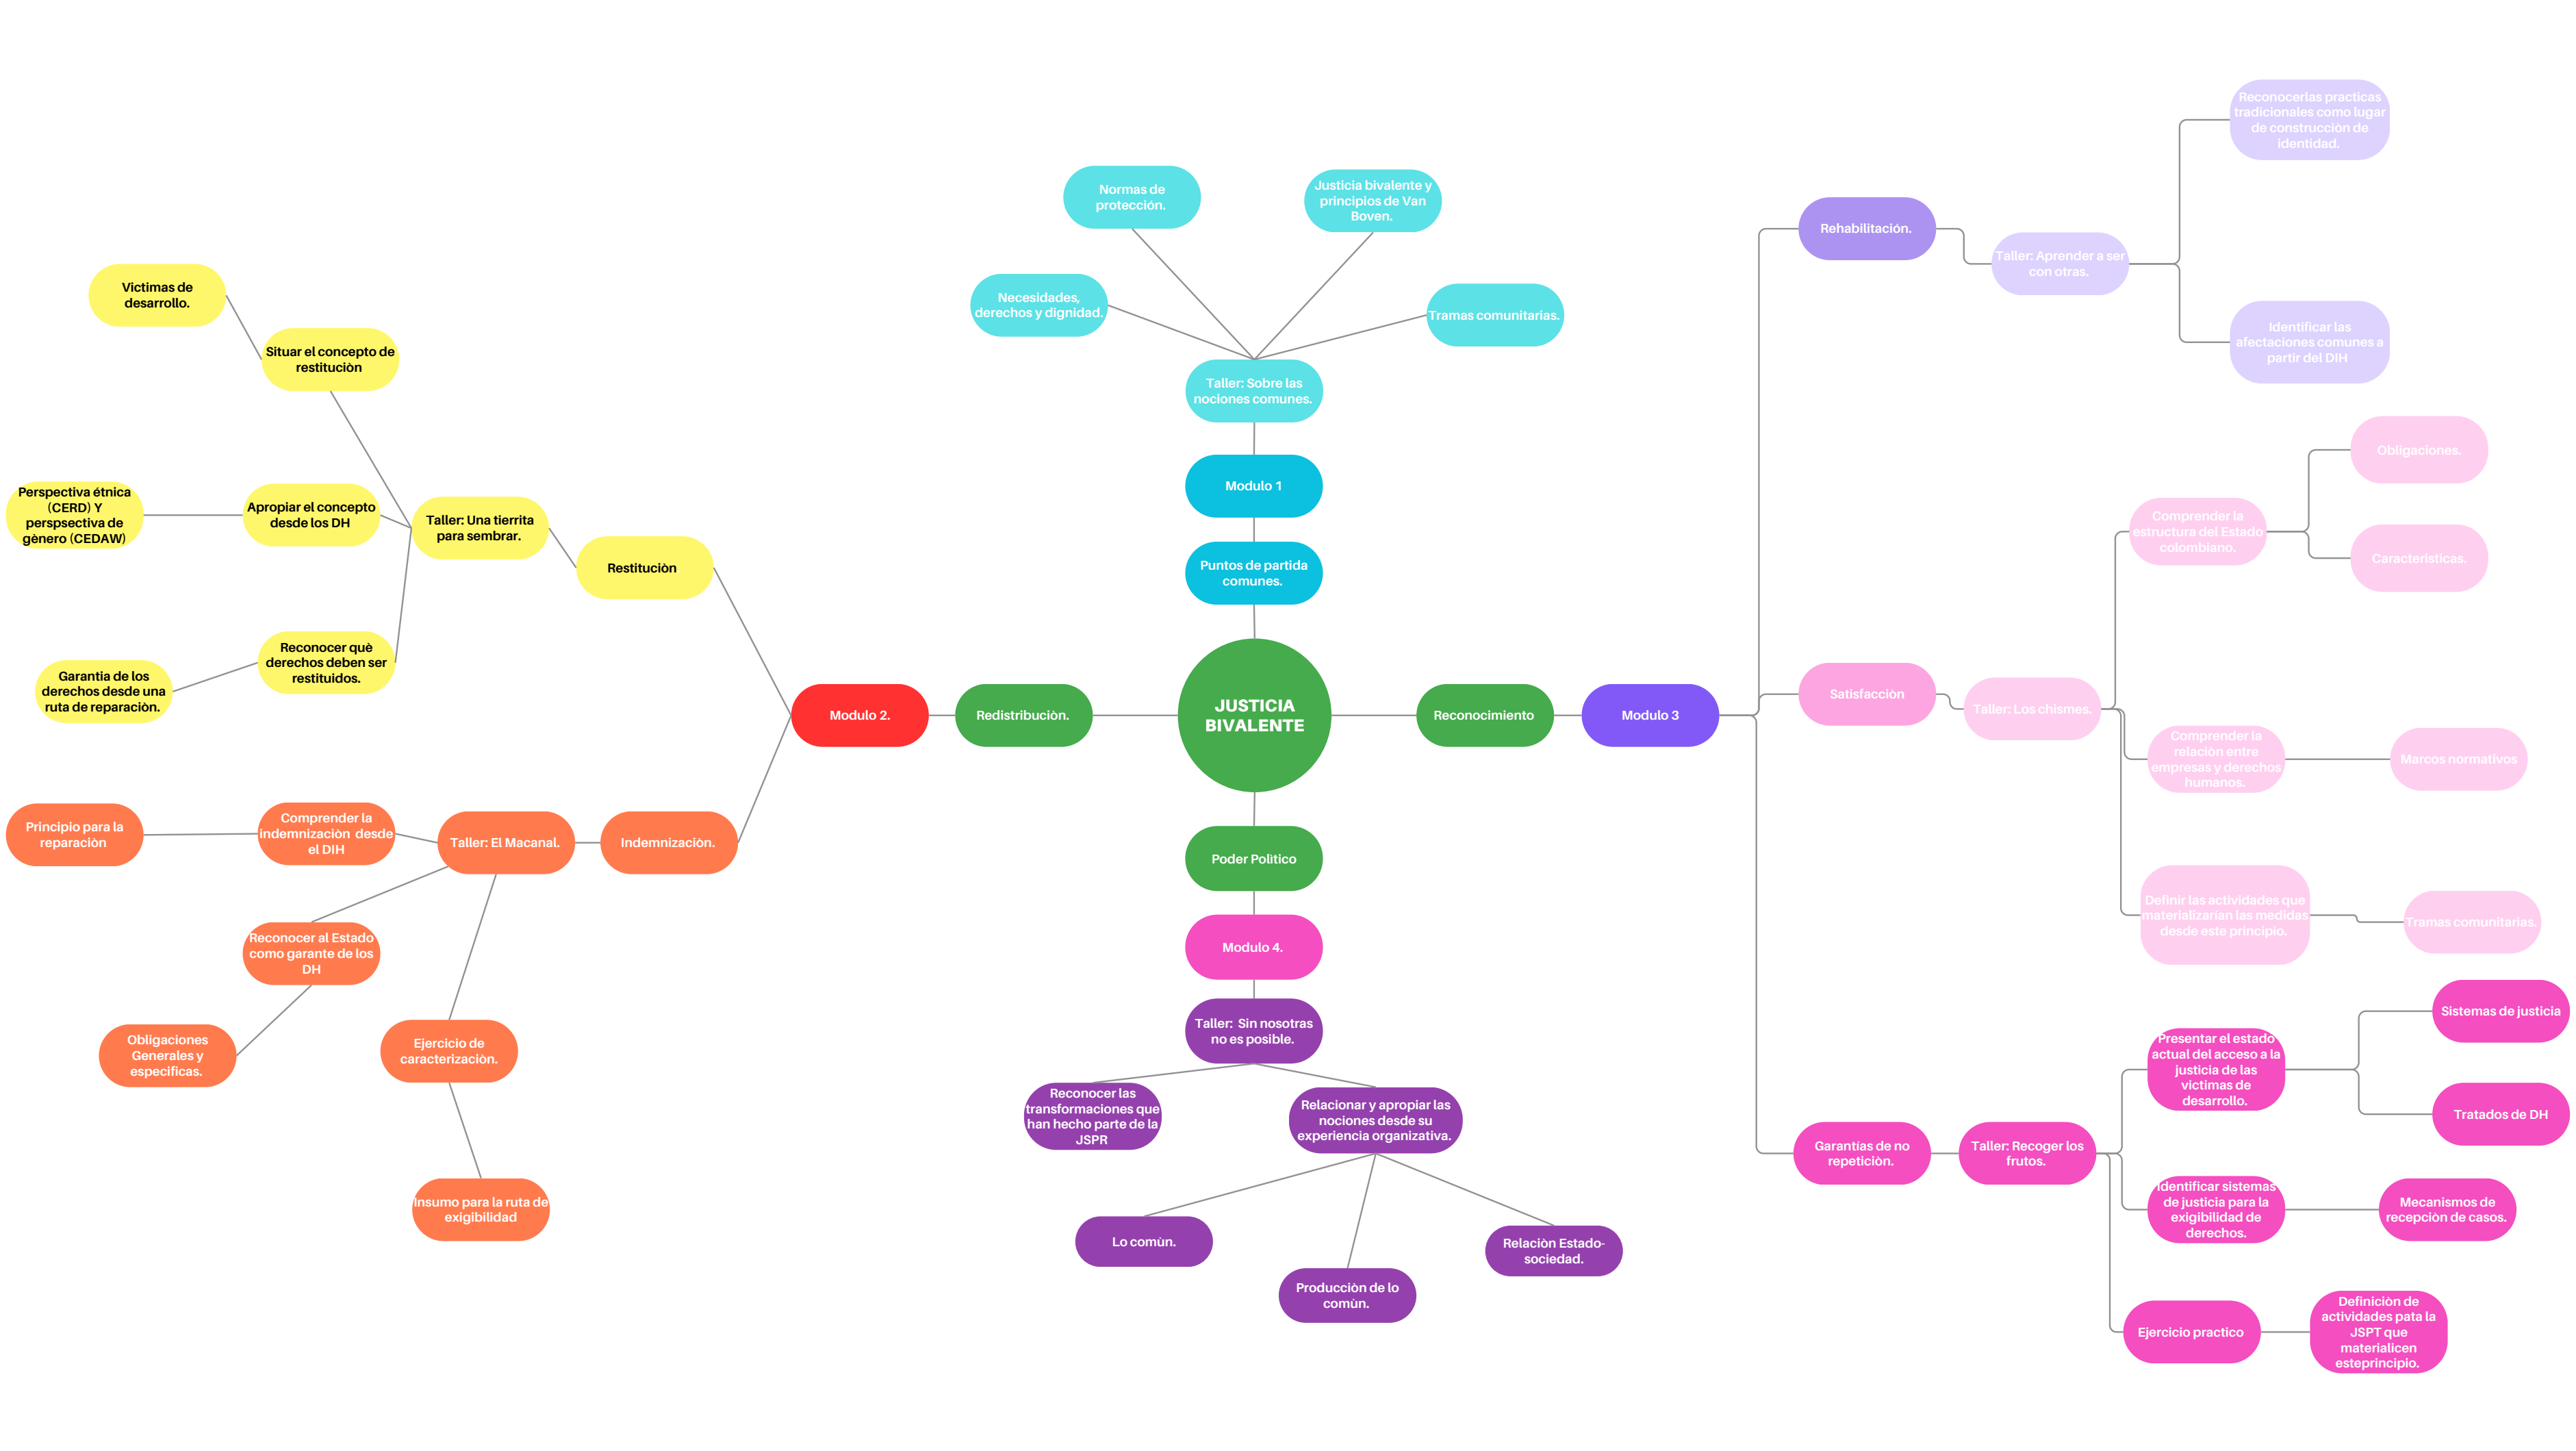 JUSTICIA
BIVALENTE
Puntos de partida
comunes.
Modulo 1
Taller: Sobre las
nociones comunes.
Necesidades,
derechos y dignidad.
Normas de
protección.
Justicia bivalente y
principios de Van
Boven.
Tramas comunitarias.
Redistribuciòn.
Modulo 2.
Restituciòn
Taller: Una tierrita
para sembrar.
Situar el concepto de
restituciòn
Victimas de
desarrollo.
Apropiar el concepto
desde los DH
Perspectiva étnica
(CERD) Y
perspsectiva de
gènero (CEDAW)
Reconocer què
derechos deben ser
restituidos.
Garantia de los
derechos desde una
ruta de reparaciòn.
Indemnizaciòn.
Taller: El Macanal.
Comprender la
indemnizaciòn desde
el DIH
Principio para la
reparaciòn
Reconocer al Estado
como garante de los
DH
Obligaciones
Generales y
especificas.
Ejercicio de
caracterizaciòn.
Insumo para la ruta de
exigibilidad
Reconocimiento
Modulo 3
Rehabilitación.
Taller: Aprender a ser
con otras.
Reconocerlas practicas
tradicionales como lugar
de construcciòn de
identidad.
Identificar las
afectaciones comunes a
partir del DIH
Satisfacciòn
Taller: Los chismes.
Comprender la
estructura del Estado
colombiano.
Obligaciones.
Caracteristicas.
Comprender la
relaciòn entre
empresas y derechos
humanos.
Marcos normativos
Definir las actividades que
materializarían las medidas
desde este principio.
Tramas comunitarias.
Garantías de no
repeticiòn.
Taller: Recoger los
frutos.
Presentar el estado
actual del acceso a la
justicia de las
victimas de
desarrollo.
Sistemas de justicia
Tratados de DH
Identificar sistemas
de justicia para la
exigibilidad de
derechos.
Mecanismos de
recepciòn de casos.
Ejercicio practico
Definiciòn de
actividades pata la
JSPT que
materialicen
esteprincipio.
Poder Polìtico
Modulo 4.
Taller: Sin nosotras
no es posible.
Reconocer las
transformaciones que
han hecho parte de la
JSPR
Relacionar y apropiar las
nociones desde su
experiencia organizativa.
Lo comùn.
Producciòn de lo
comùn.
Relaciòn Estado-
sociedad.